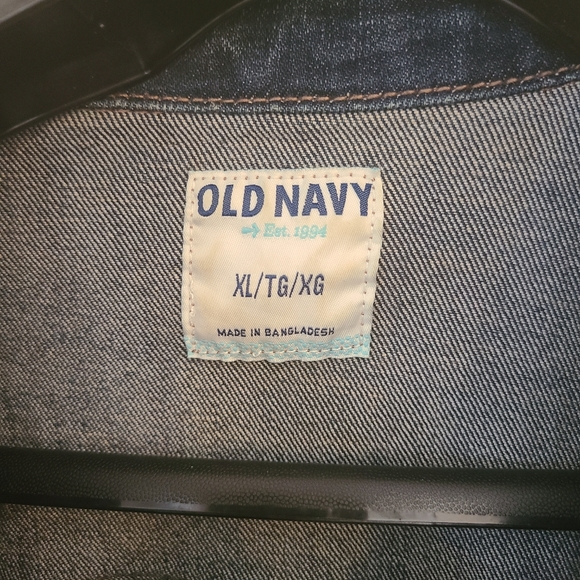 OLD NAVY
Est. 1994
XL/TG/XG
MADE IN BANGLADESH